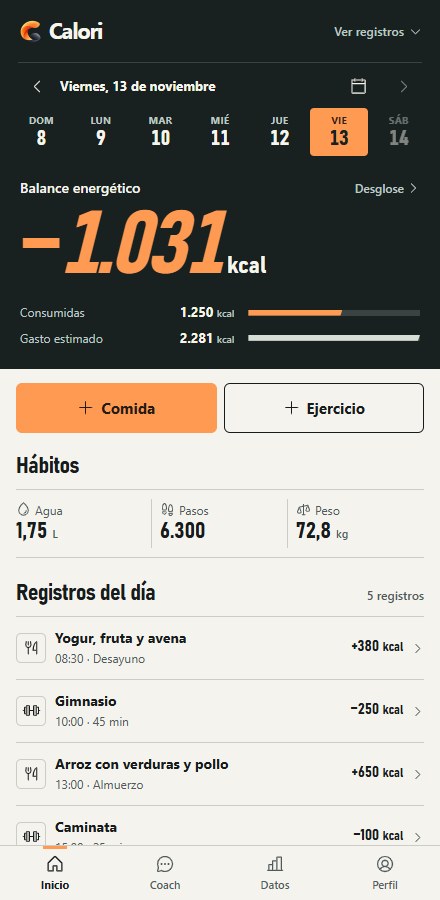 Calori
Ver registros
Viernes, 13 de noviembre
DOM LUN MAR MIÉ JUE VIE SÁB
8 9 10 11 12 13 14
Balance energético
Desglose
−1.031 kcal
Consumidas 1.250 kcal
Gasto estimado 2.281 kcal
+ Comida
+ Ejercicio
Hábitos
Agua Pasos Peso
1,75 L 6.300 72,8 kg
Registros del día
5 registros
Yogur, fruta y avena
+380 kcal
08:30 · Desayuno
Gimnasio
−250 kcal
10:00 · 45 min
Arroz con verduras y pollo
+650 kcal
13:00 · Almuerzo
Caminata
−100 kcal
Inicio Coach Datos Perfil